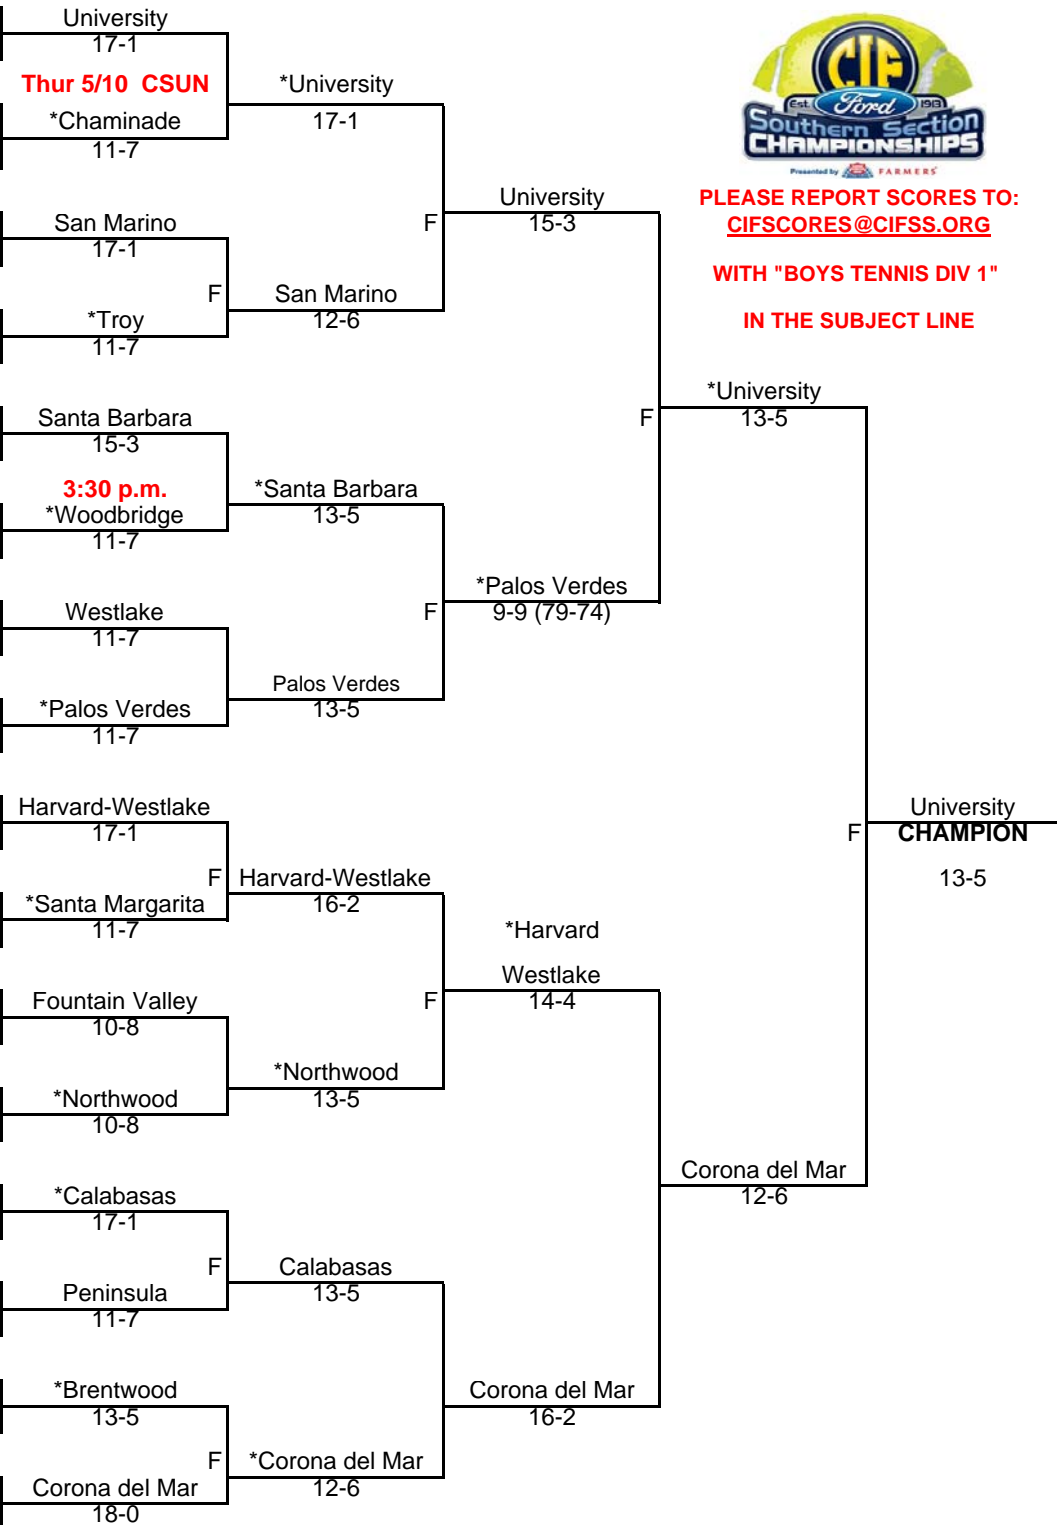 University
17-1
Thur 5/10 CSUN
*Chaminade
11-7
San Marino
17-1
F
*Troy
11-7
Santa Barbara
15-3
3:30 p.m.
*Woodbridge
11-7
Westlake
11-7
*Palos Verdes
11-7
Harvard-Westlake
17-1
F
*Santa Margarita
11-7
Fountain Valley
10-8
*Northwood
10-8
*Calabasas
17-1
F
Peninsula
11-7
*Brentwood
13-5
F
Corona del Mar
18-0
*University
17-1
F
San Marino
12-6
*Santa Barbara
13-5
F
Palos Verdes
13-5
Harvard-Westlake
16-2
F
*Northwood
13-5
Calabasas
13-5
*Corona del Mar
12-6
University
15-3
F
*Palos Verdes
9-9 (79-74)
*Harvard
Westlake
14-4
Corona del Mar
16-2
*University
13-5
F
Corona del Mar
12-6
University
CHAMPION
13-5
CIF
Est. Ford 1913
Southern Section
CHAMPIONSHIPS
Presented by FARMERS
PLEASE REPORT SCORES TO:
CIFSCORES@CIFSS.ORG
WITH "BOYS TENNIS DIV 1"
IN THE SUBJECT LINE